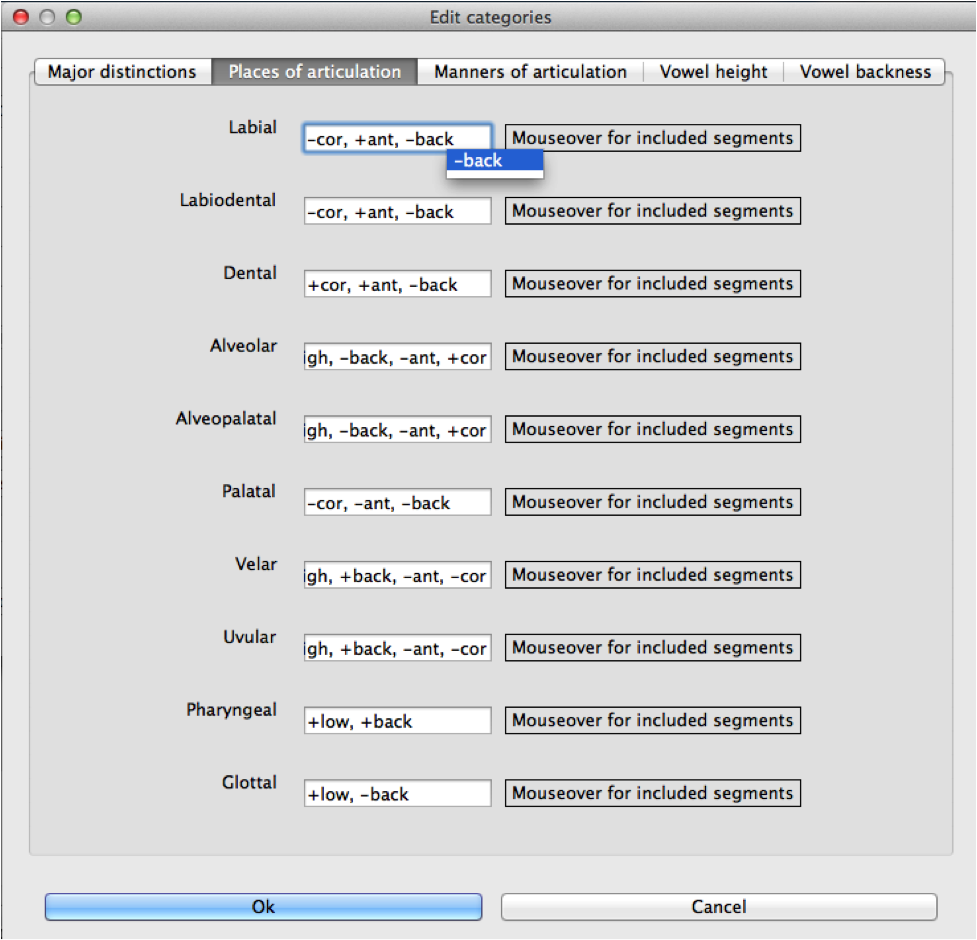 Edit categories
Major distinctions Places of articulation Manners of articulation Vowel height Vowel backness
Labial –cor, +ant, –back Mouseover for included segments
–back
Labiodental –cor, +ant, –back Mouseover for included segments
Dental +cor, +ant, –back Mouseover for included segments
Alveolar igh, –back, –ant, +cor Mouseover for included segments
Alveopalatal igh, –back, –ant, +cor Mouseover for included segments
Palatal –cor, –ant, –back Mouseover for included segments
Velar igh, +back, –ant, –cor Mouseover for included segments
Uvular igh, +back, –ant, –cor Mouseover for included segments
Pharyngeal +low, +back Mouseover for included segments
Glottal +low, –back Mouseover for included segments
Ok Cancel